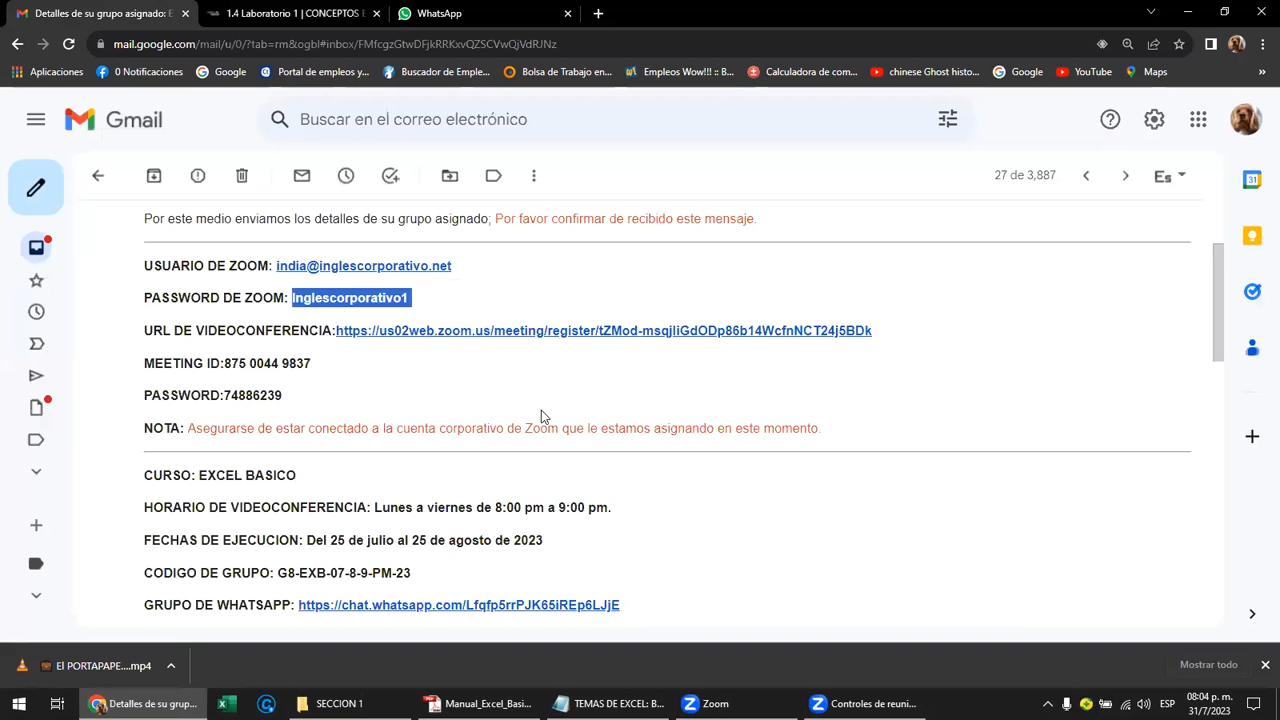 Detalles de su grupo asignado: E
1.4 Laboratorio 1 | CONCEPTOS E
WhatsApp
mail.google.com/mail/u/0/?tab=rm&ogbl#inbox/FMfcgzGtwDFjkRRKxvQZSCVwQjVdRJNz
Aplicaciones
0 Notificaciones
Google
Portal de empleos y...
Buscador de Emple...
Bolsa de Trabajo en...
Empleos Wow!!! :: B...
Calculadora de com...
chinese Ghost histo...
Google
YouTube
Maps
Gmail
Buscar en el correo electrónico
27 de 3,887
Es
Por este medio enviamos los detalles de su grupo asignado; Por favor confirmar de recibido este mensaje.
USUARIO DE ZOOM: india@inglescorporativo.net
PASSWORD DE ZOOM: Inglescorporativo1
URL DE VIDEOCONFERENCIA:https://us02web.zoom.us/meeting/register/tZMod-msqjIiGdODp86b14WcfnNCT24j5BDk
MEETING ID:875 0044 9837
PASSWORD:74886239
NOTA: Asegurarse de estar conectado a la cuenta corporativo de Zoom que le estamos asignando en este momento.
CURSO: EXCEL BASICO
HORARIO DE VIDEOCONFERENCIA: Lunes a viernes de 8:00 pm a 9:00 pm.
FECHAS DE EJECUCION: Del 25 de julio al 25 de agosto de 2023
CODIGO DE GRUPO: G8-EXB-07-8-9-PM-23
GRUPO DE WHATSAPP: https://chat.whatsapp.com/Lfqfp5rrPJK65iREp6LJjE
El PORTAPAPE....mp4
Mostrar todo
Detalles de su grup...
SECCION 1
Manual_Excel_Basi...
TEMAS DE EXCEL: B...
Zoom
Controles de reuni...
ESP
08:04 p. m.
31/7/2023